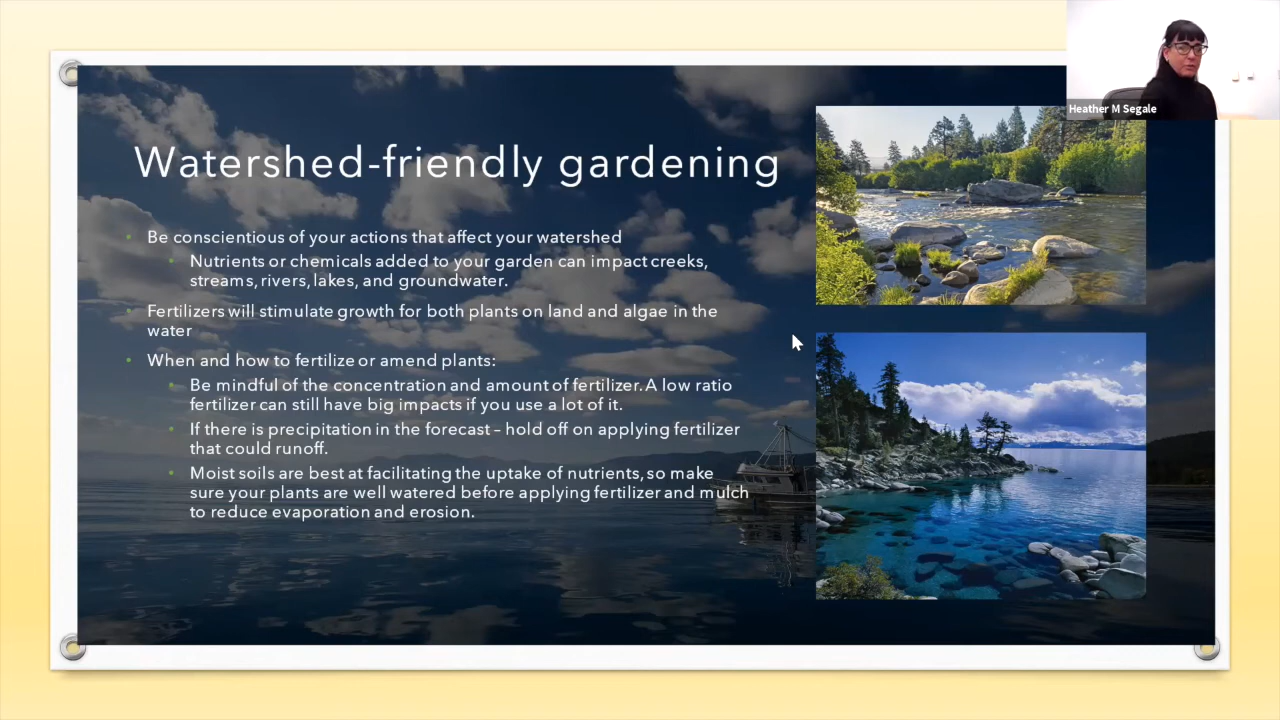 Heather M Segale
Watershed-friendly gardening
Be conscientious of your actions that affect your watershed
Nutrients or chemicals added to your garden can impact creeks,
streams, rivers, lakes, and groundwater.
Fertilizers will stimulate growth for both plants on land and algae in the
water
When and how to fertilize or amend plants:
Be mindful of the concentration and amount of fertilizer. A low ratio
fertilizer can still have big impacts if you use a lot of it.
If there is precipitation in the forecast – hold off on applying fertilizer
that could runoff.
Moist soils are best at facilitating the uptake of nutrients, so make
sure your plants are well watered before applying fertilizer and mulch
to reduce evaporation and erosion.